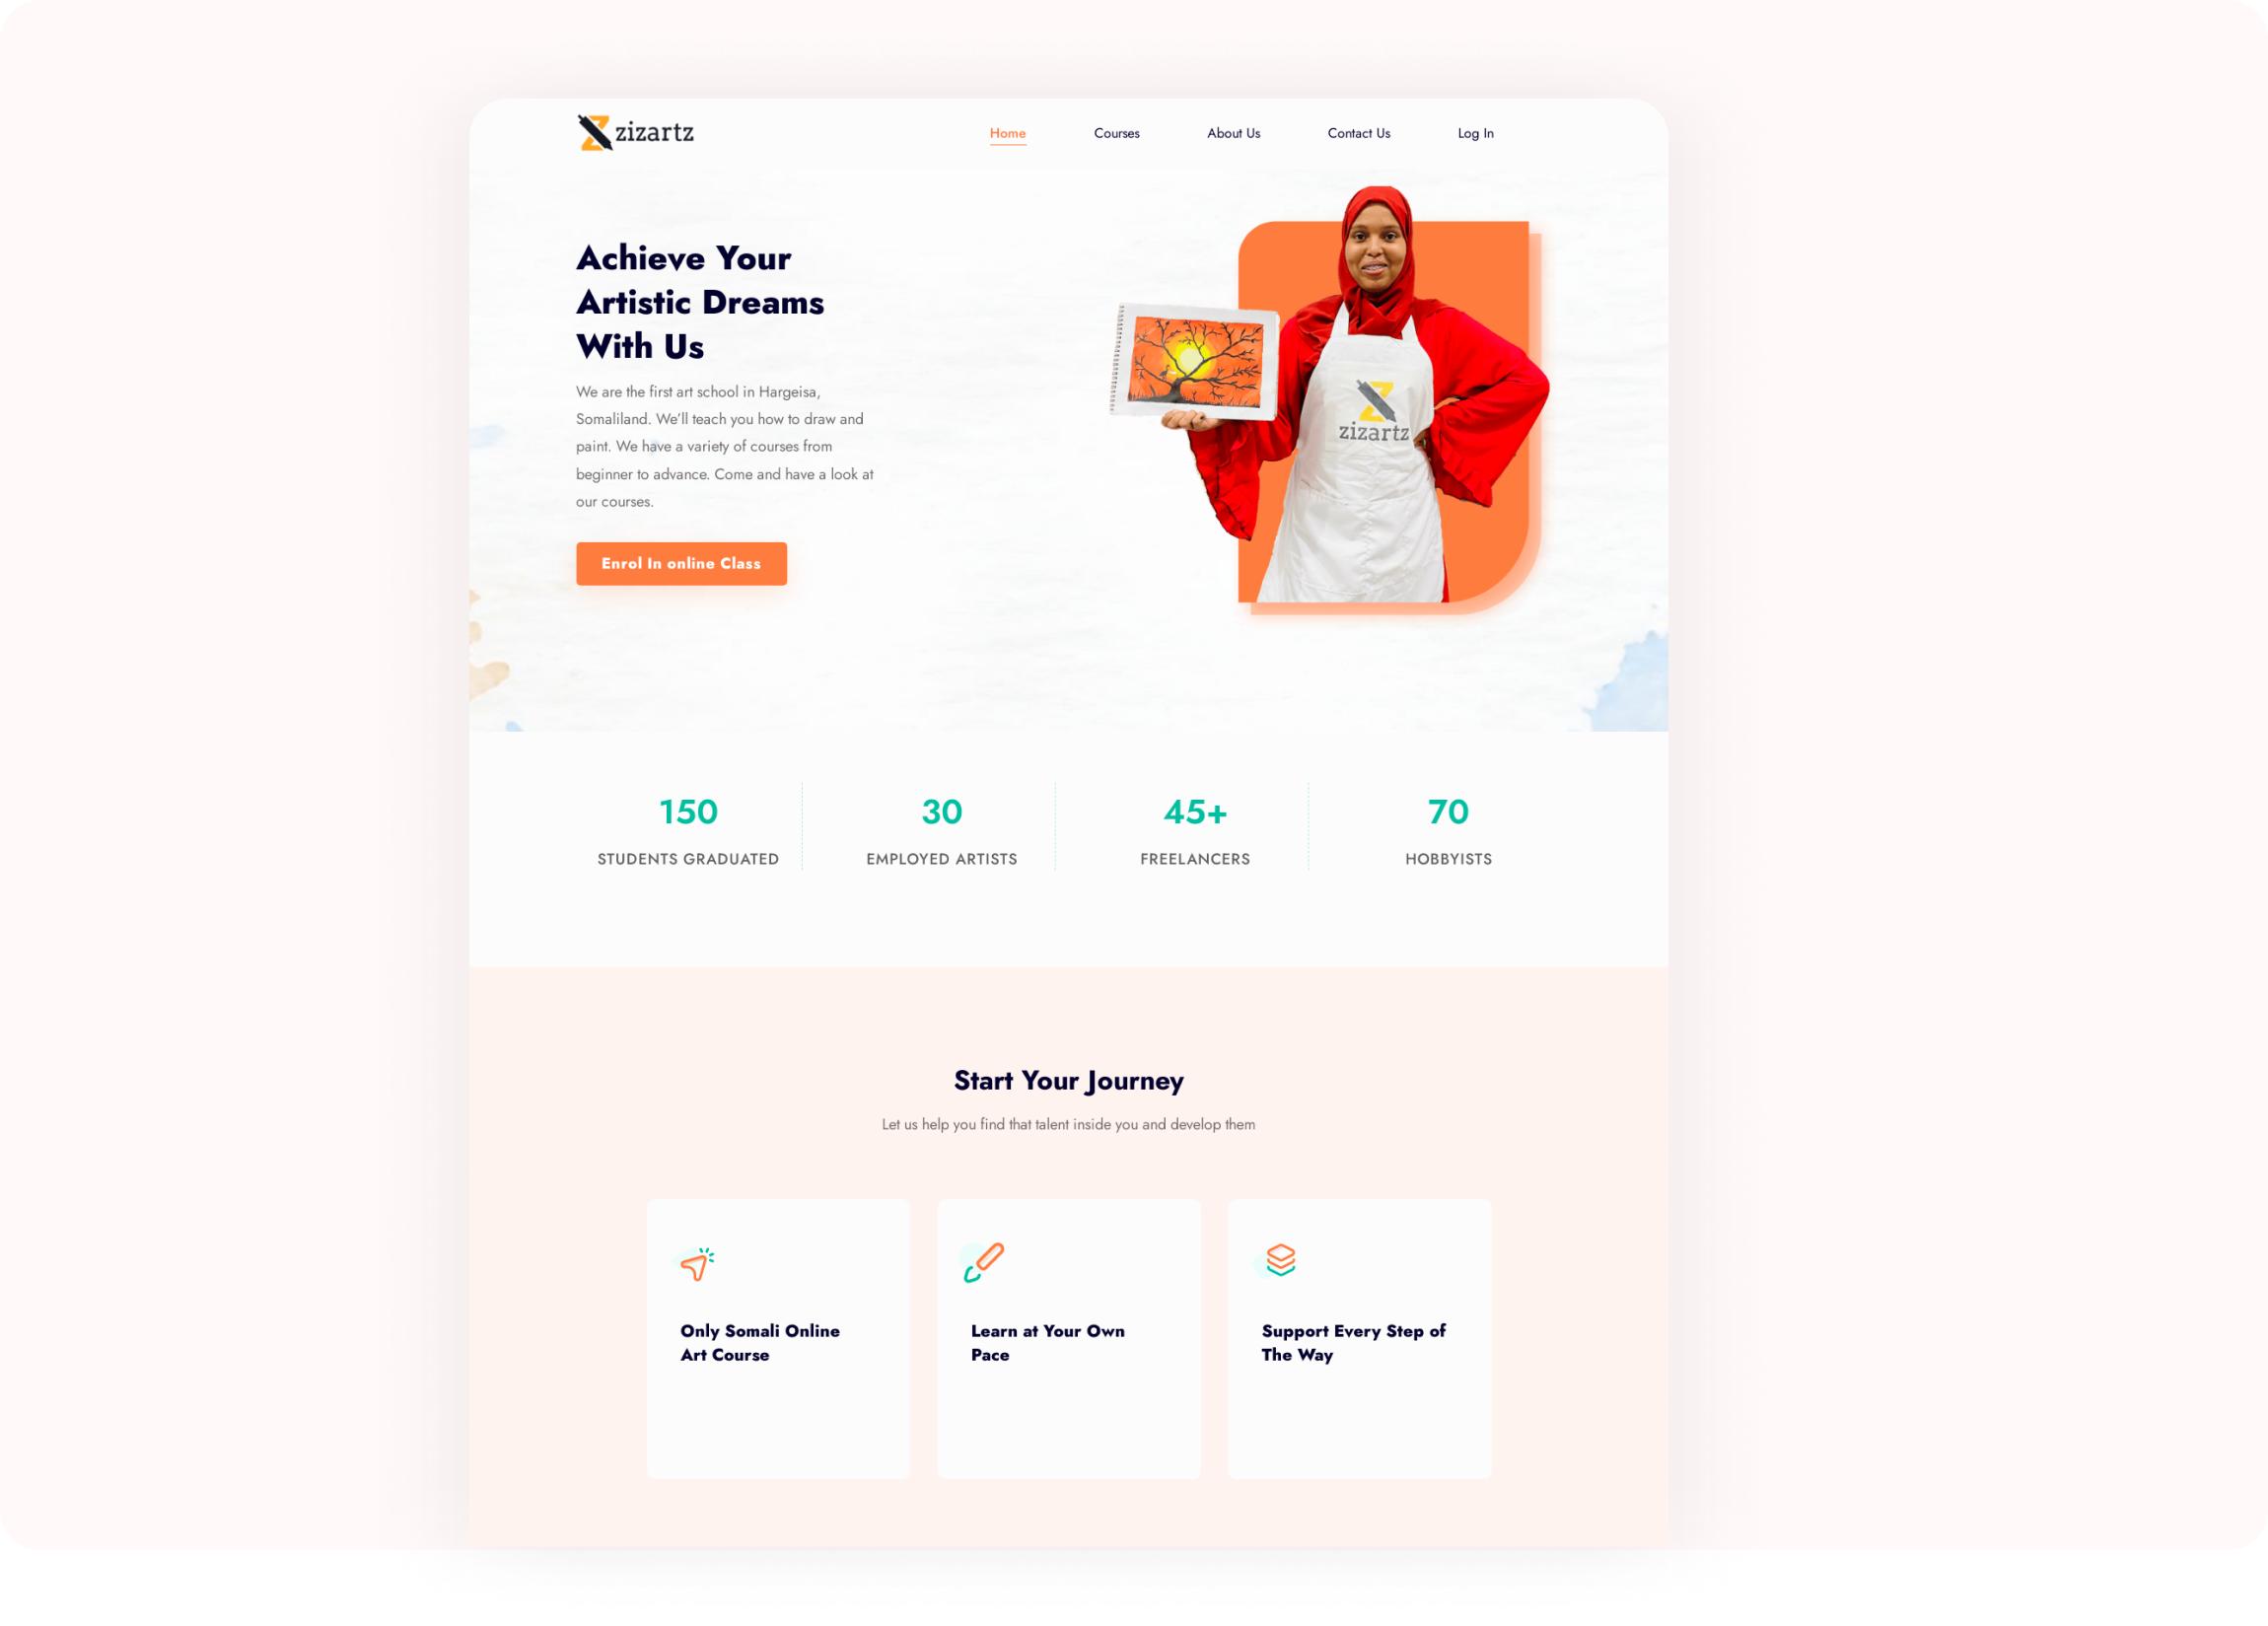 zizartz
Home
Courses
About Us
Contact Us
Log In
Achieve Your
Artistic Dreams
With Us
We are the first art school in Hargeisa,
Somaliland. We’ll teach you how to draw and
paint. We have a variety of courses from
beginner to advance. Come and have a look at
our courses.
Enrol In online Class
zizartz
150
STUDENTS GRADUATED
30
EMPLOYED ARTISTS
45+
FREELANCERS
70
HOBBYISTS
Start Your Journey
Let us help you find that talent inside you and develop them
Only Somali Online
Art Course
Learn at Your Own
Pace
Support Every Step of
The Way